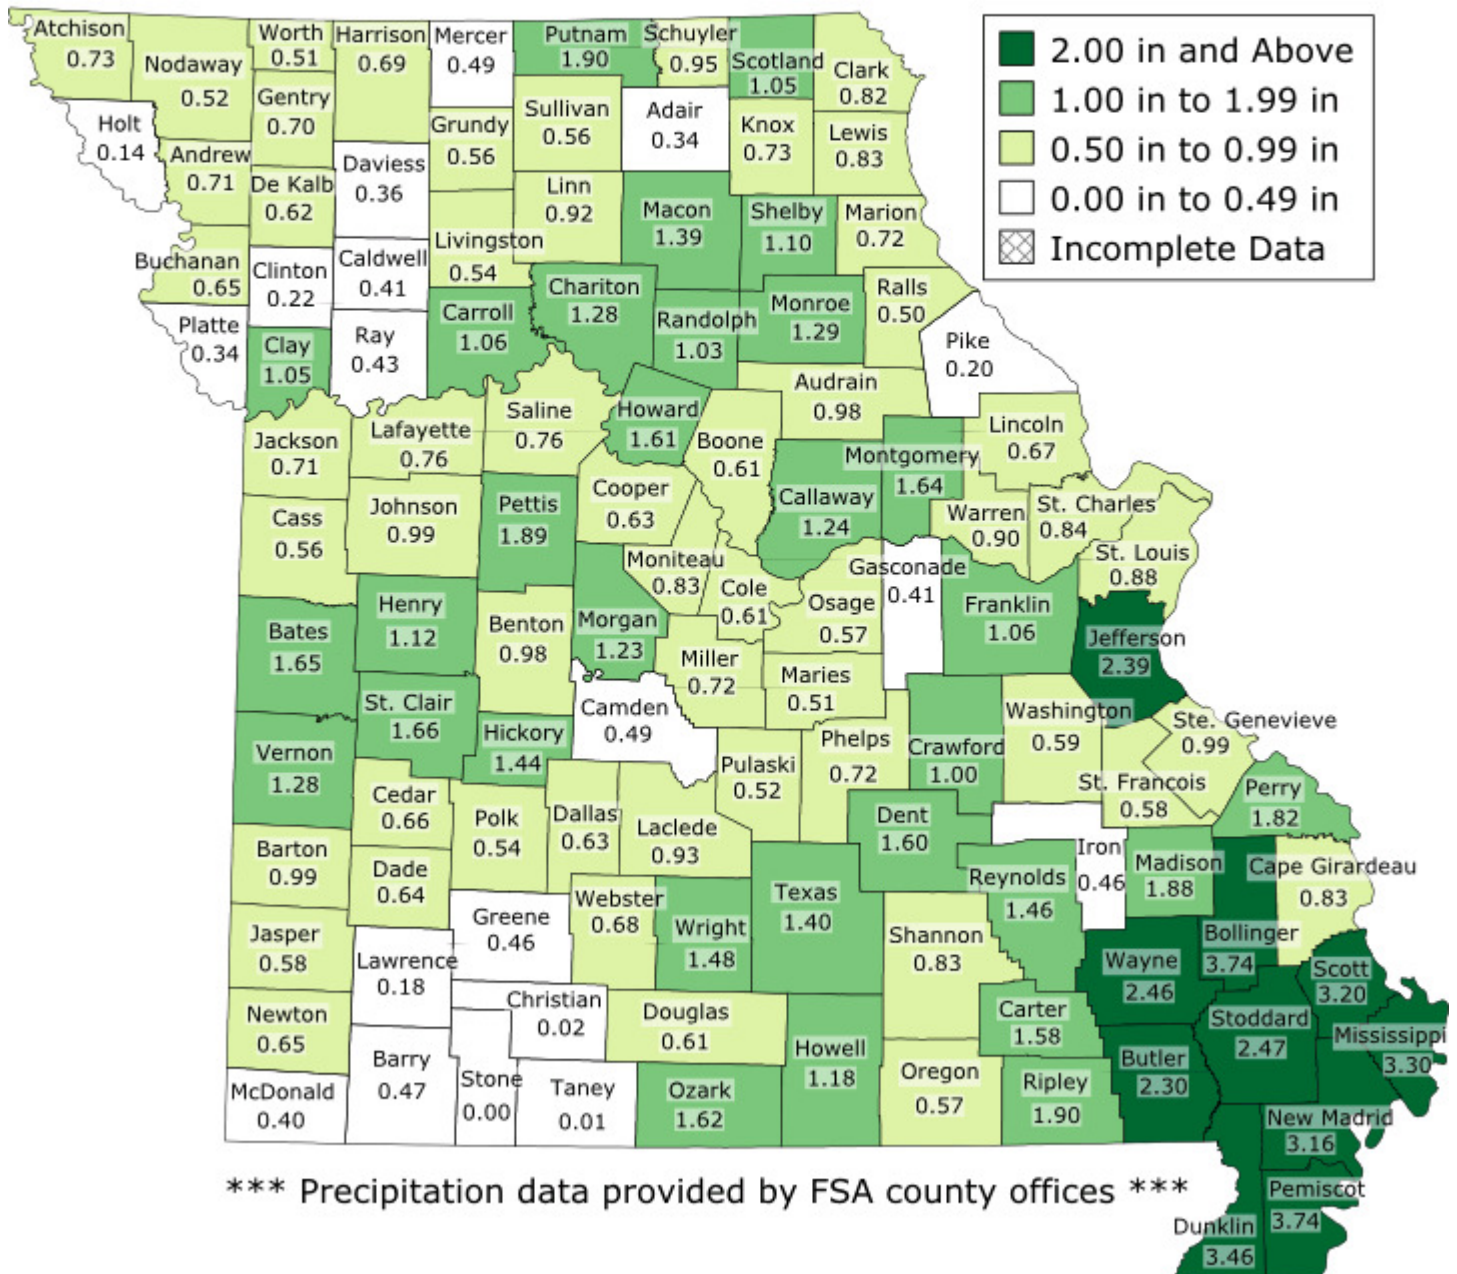 Atchison
0.73
Nodaway
0.52
Worth
0.51
Harrison
0.69
Mercer
0.49
Putnam
1.90
Schuyler
0.95
Scotland
1.05
Clark
0.82
2.00 in and Above
1.00 in to 1.99 in
0.50 in to 0.99 in
0.00 in to 0.49 in
Incomplete Data
Holt
0.14
Andrew
0.71
Gentry
0.70
De Kalb
0.62
Daviess
0.36
Grundy
0.56
Sullivan
0.56
Adair
0.34
Knox
0.73
Lewis
0.83
Linn
0.92
Macon
1.39
Shelby
1.10
Marion
0.72
Buchanan
0.65
Clinton
0.22
Caldwell
0.41
Livingston
0.54
Chariton
1.28
Randolph
1.03
Monroe
1.29
Ralls
0.50
Pike
0.20
Platte
0.34
Clay
1.05
Ray
0.43
Carroll
1.06
Audrain
0.98
Jackson
0.71
Lafayette
0.76
Saline
0.76
Howard
1.61
Boone
0.61
Callaway
1.24
Montgomery
1.64
Lincoln
0.67
Cass
0.56
Johnson
0.99
Pettis
1.89
Cooper
0.63
Moniteau
0.83
Cole
0.61
Osage
0.57
Gasconade
0.41
Warren
0.90
St. Charles
0.84
St. Louis
0.88
Franklin
1.06
Jefferson
2.39
Bates
1.65
Henry
1.12
Benton
0.98
Morgan
1.23
Miller
0.72
Maries
0.51
Camden
0.49
St. Clair
1.66
Hickory
1.44
Vernon
1.28
Pulaski
0.52
Phelps
0.72
Crawford
1.00
Washington
0.59
Ste. Genevieve
0.99
St. Francois
0.58
Perry
1.82
Cedar
0.66
Polk
0.54
Dallas
0.63
Laclede
0.93
Dent
1.60
Iron
0.46
Madison
1.88
Cape Girardeau
0.83
Barton
0.99
Dade
0.64
Greene
0.46
Webster
0.68
Wright
1.48
Texas
1.40
Reynolds
1.46
Shannon
0.83
Wayne
2.46
Bollinger
3.74
Scott
3.20
Jasper
0.58
Lawrence
0.18
Christian
0.02
Douglas
0.61
Howell
1.18
Carter
1.58
Stoddard
2.47
Mississippi
3.30
Newton
0.65
Barry
0.47
Stone
0.00
Taney
0.01
Ozark
1.62
Oregon
0.57
Ripley
1.90
Butler
2.30
New Madrid
3.16
McDonald
0.40
Pemiscot
3.74
Dunklin
3.46
*** Precipitation data provided by FSA county offices ***